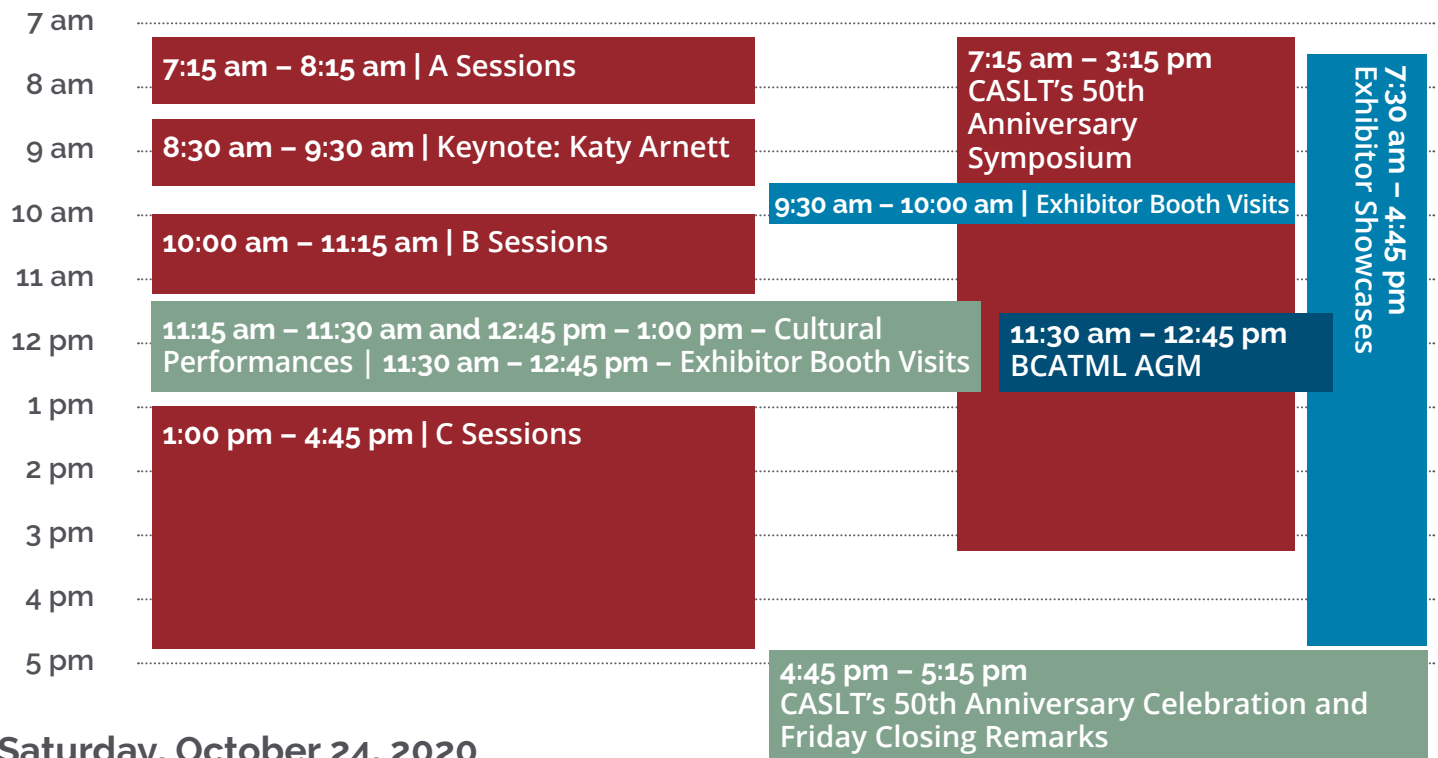 7 am
8 am
9 am
10 am
11 am
12 pm
1 pm
2 pm
3 pm
4 pm
5 pm
7:15 am – 8:15 am | A Sessions
8:30 am – 9:30 am | Keynote: Katy Arnett
10:00 am – 11:15 am | B Sessions
11:15 am – 11:30 am and 12:45 pm – 1:00 pm – Cultural
Performances | 11:30 am – 12:45 pm – Exhibitor Booth Visits
1:00 pm – 4:45 pm | C Sessions
7:15 am – 3:15 pm
CASLT's 50th
Anniversary
Symposium
9:30 am – 10:00 am | Exhibitor Booth Visits
11:30 am – 12:45 pm
BCATML AGM
7:30 am – 4:45 pm
Exhibitor Showcases
4:45 pm – 5:15 pm
CASLT's 50th Anniversary Celebration and
Friday Closing Remarks
Saturday, October 24, 2020